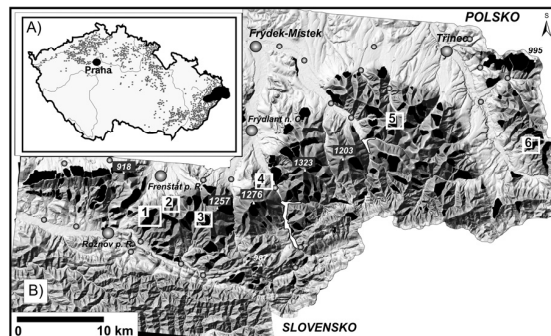 A)
Praha
POLSKO
S
Třinec
995
Frýdek-Místek
5
6
Frýdlant n. O.
1203
1323
918
Frenštát p. R.
4
1276
1257
1
2
3
Rožnov p. R.
B)
0 10 km
SLOVENSKO